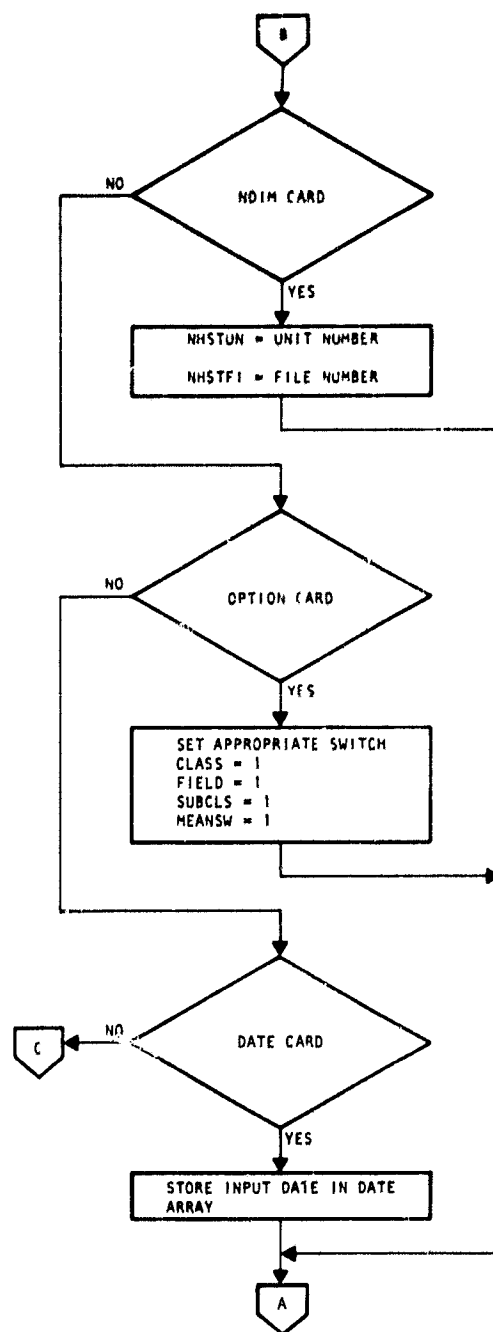 NO
NDIM CARD
YES
NHSTUN = UNIT NUMBER
NHSTFI = FILE NUMBER
NO
OPTION CARD
YES
SET APPROPRIATE SWITCH
CLASS = 1
FIELD = 1
SUBCLS = 1
MEANSW = 1
NO
C
DATE CARD
YES
STORE INPUT DATE IN DATE
ARRAY
A